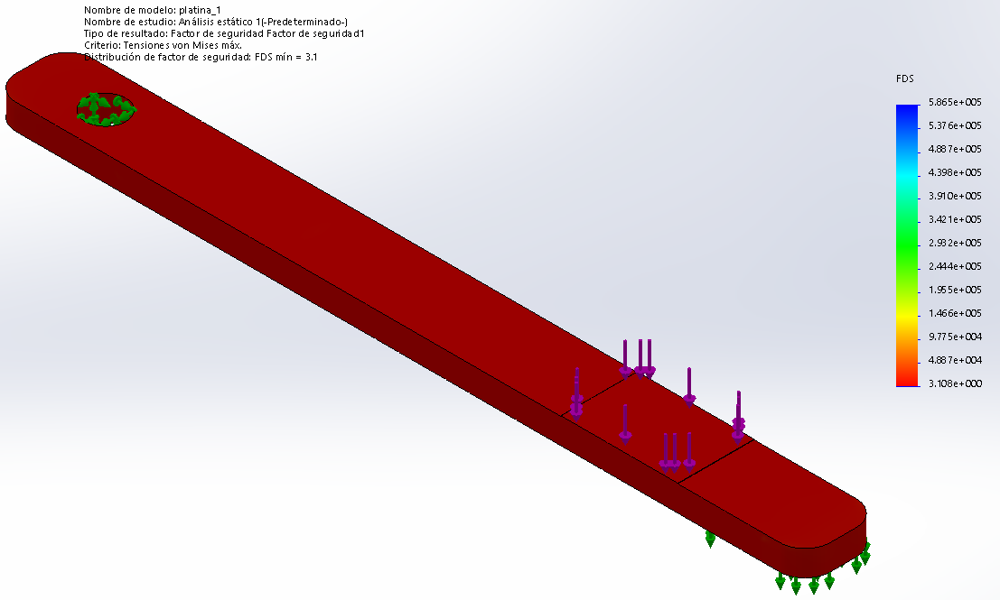 Nombre de modelo: platina_1
Nombre de estudio: Análisis estático 1(-Predeterminado-)
Tipo de resultado: Factor de seguridad Factor de seguridad1
Criterio: Tensiones von Mises máx.
Distribución de factor de seguridad: FDS mín = 3.1
FDS
5.865e+005
5.376e+005
4.887e+005
4.398e+005
3.910e+005
3.421e+005
2.932e+005
2.444e+005
1.955e+005
1.466e+005
9.775e+004
4.887e+004
3.108e+000